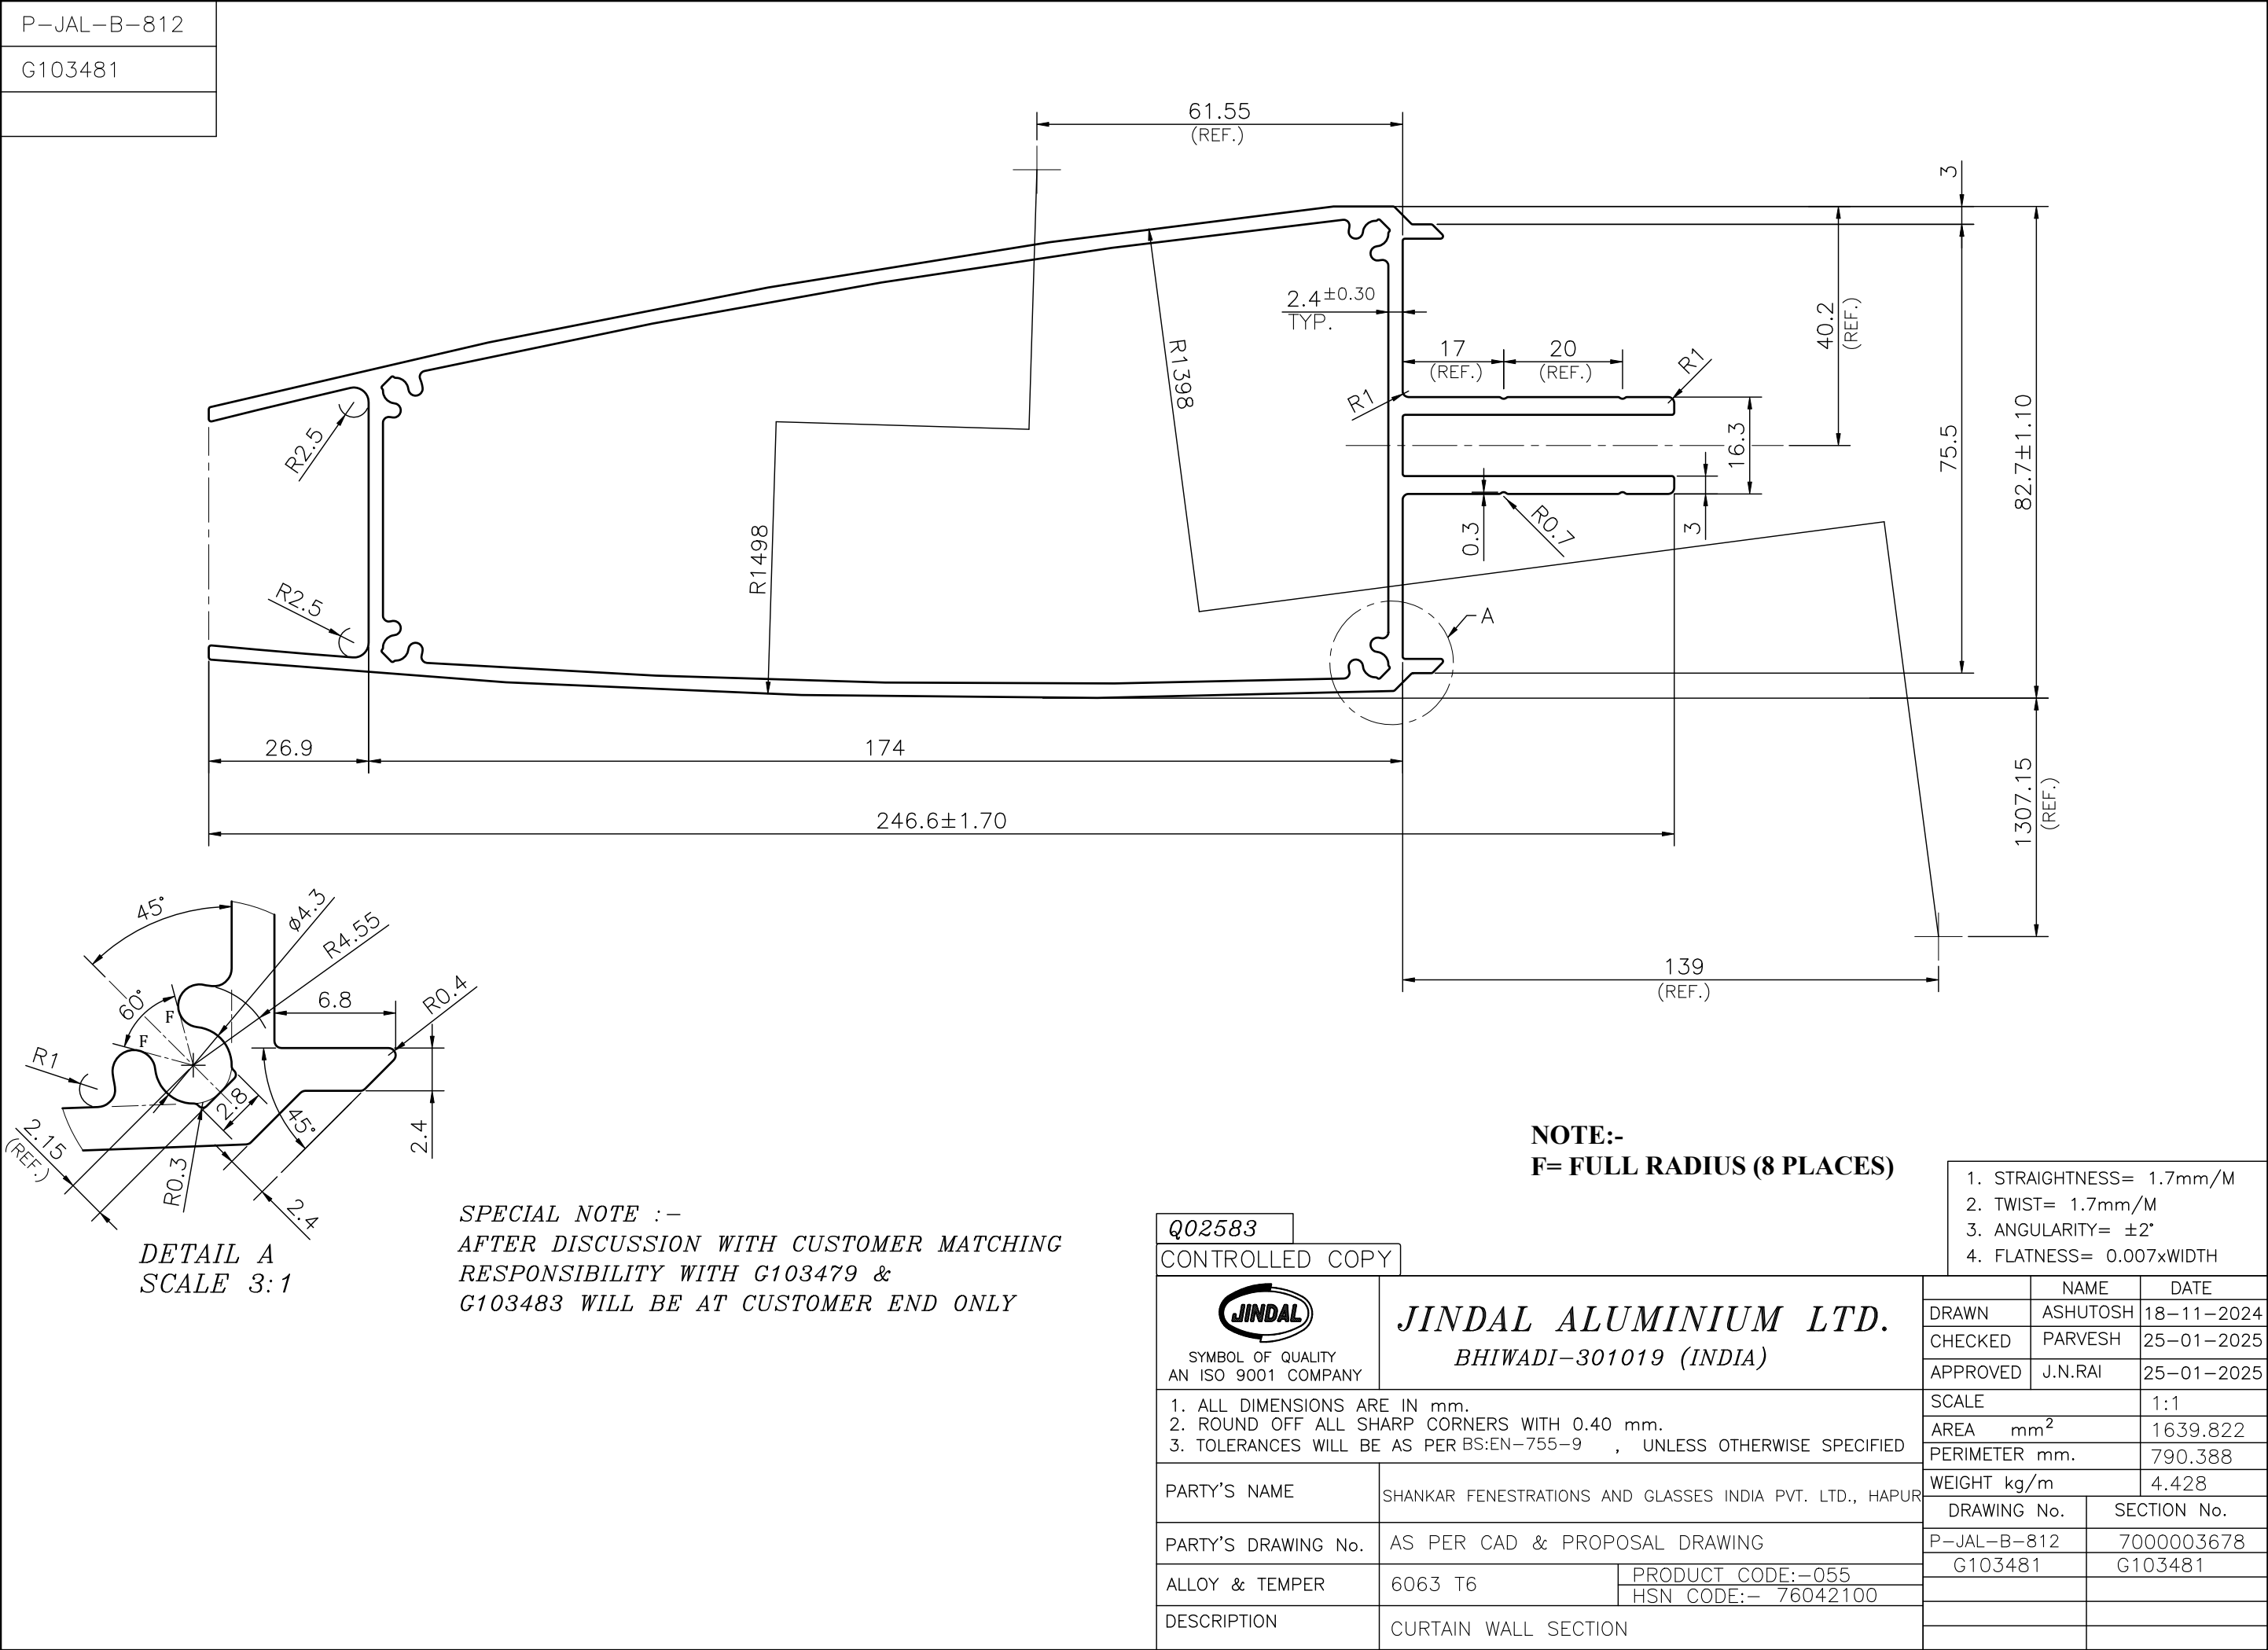 P-JAL-B-812
G103481
61.55
(REF.)
3
2.4±0.30
TYP.
40.2
(REF.)
17
(REF.)
20
(REF.)
R1
R1
R1398
82.7±1.10
75.5
16.3
R2.5
R1498
0.3
R0.7
3
R2.5
A
26.9
174
1307.15
(REF.)
246.6±1.70
139
(REF.)
45°
ø4.3
R4.55
60°
F
F
6.8
R0.4
R1
2.8
45°
2.4
2.15
(REF.)
R0.3
2.4
DETAIL A
SCALE 3:1
SPECIAL NOTE :-
AFTER DISCUSSION WITH CUSTOMER MATCHING
RESPONSIBILITY WITH G103479 &
G103483 WILL BE AT CUSTOMER END ONLY
NOTE:-
F= FULL RADIUS (8 PLACES)
1. STRAIGHTNESS= 1.7mm/M
2. TWIST= 1.7mm/M
3. ANGULARITY= ±2°
4. FLATNESS= 0.007xWIDTH
Q02583
CONTROLLED COPY
JINDAL
SYMBOL OF QUALITY
AN ISO 9001 COMPANY
JINDAL ALUMINIUM LTD.
BHIWADI-301019 (INDIA)
NAME DATE
DRAWN ASHUTOSH 18-11-2024
CHECKED PARVESH 25-01-2025
APPROVED J.N.RAI 25-01-2025
1. ALL DIMENSIONS ARE IN mm.
2. ROUND OFF ALL SHARP CORNERS WITH 0.40 mm.
3. TOLERANCES WILL BE AS PER BS:EN-755-9 , UNLESS OTHERWISE SPECIFIED
SCALE 1:1
AREA mm² 1639.822
PERIMETER mm. 790.388
WEIGHT kg/m 4.428
PARTY'S NAME SHANKAR FENESTRATIONS AND GLASSES INDIA PVT. LTD., HAPUR
PARTY'S DRAWING No. AS PER CAD & PROPOSAL DRAWING
ALLOY & TEMPER 6063 T6
PRODUCT CODE:-055
HSN CODE:- 76042100
DESCRIPTION CURTAIN WALL SECTION
DRAWING No. SECTION No.
P-JAL-B-812 7000003678
G103481 G103481